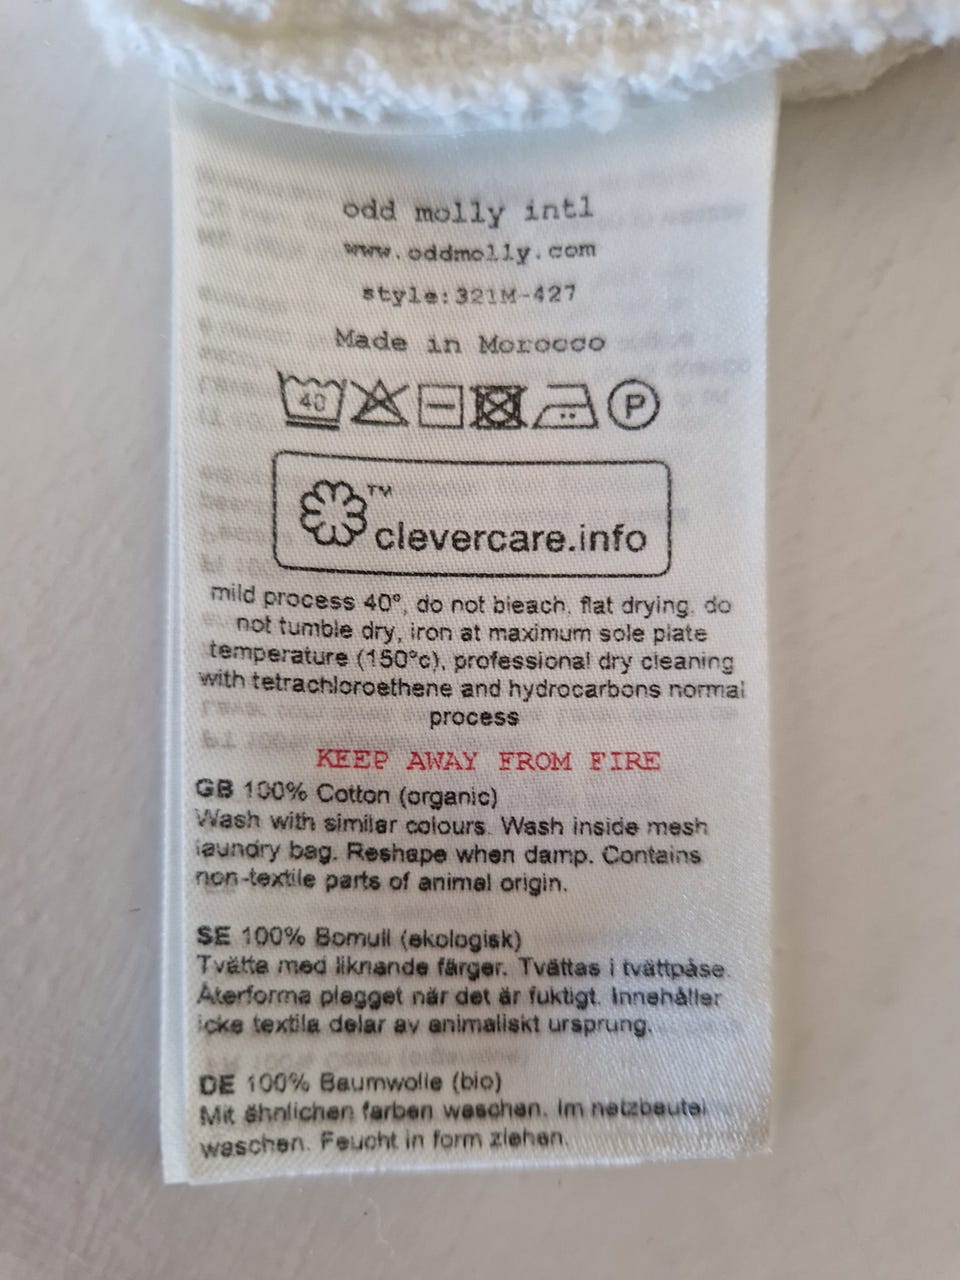 odd molly intl
www.oddmolly.com
style:321M-427
Made in Morocco
40 P
TM
clevercare.info
mild process 40°, do not bleach, flat drying, do
not tumble dry, iron at maximum sole plate
temperature (150°c), professional dry cleaning
with tetrachloroethene and hydrocarbons normal
process
KEEP AWAY FROM FIRE
GB 100% Cotton (organic)
Wash with similar colours. Wash inside mesh
laundry bag. Reshape when damp. Contains
non-textile parts of animal origin.
SE 100% Bomull (ekologisk)
Tvätta med liknande färger. Tvättas i tvättpåse.
Återforma plagget när det är fuktigt. Innehåller
icke textila delar av animaliskt ursprung.
DE 100% Baumwolle (bio)
Mit ähnlichen farben waschen. Im netzbeutel
waschen. Feucht in form ziehen.